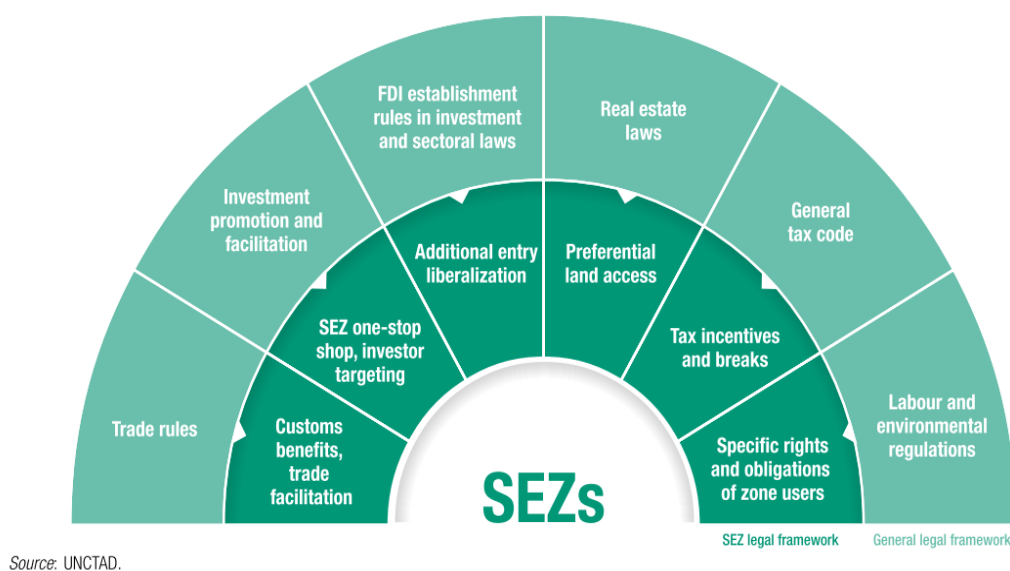 FDI establishment
rules in investment
and sectoral laws
Real estate
laws
Investment
promotion and
facilitation
General
tax code
Additional entry
liberalization
Preferential
land access
SEZ one-stop
shop, investor
targeting
Tax incentives
and breaks
Trade rules
Customs
benefits,
trade
facilitation
Specific rights
and obligations
of zone users
Labour and
environmental
regulations
SEZs
SEZ legal framework
General legal framework
Source: UNCTAD.